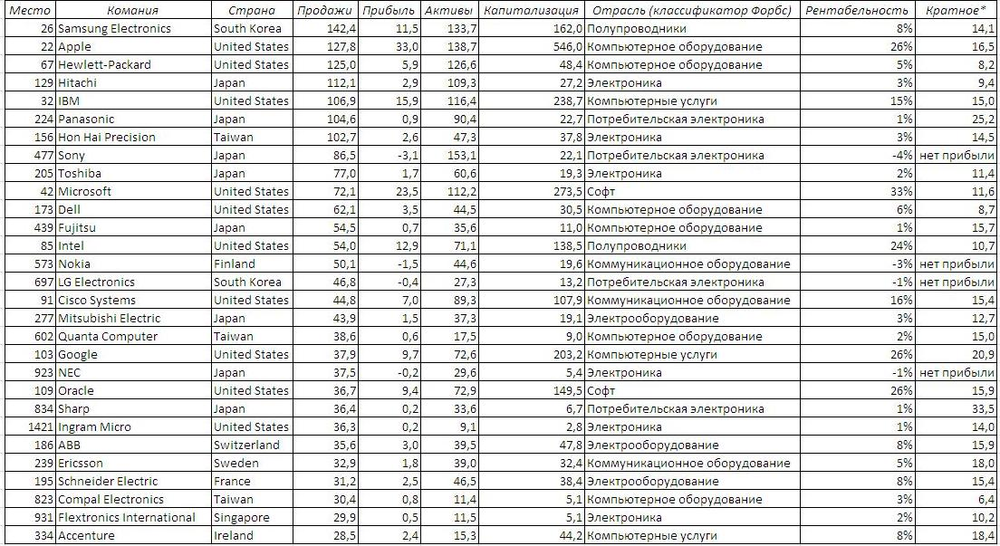 Место Комания Страна Продажи Прибыль Активы Капитализация Отрасль (классификатор Форбс) Рентабельность Кратное*
26 Samsung Electronics South Korea 142,4 11,5 133,7 162,0 Полупроводники 8% 14,1
22 Apple United States 127,8 33,0 138,7 546,0 Компьютерное оборудование 26% 16,5
67 Hewlett-Packard United States 125,0 5,9 126,6 48,4 Компьютерное оборудование 5% 8,2
129 Hitachi Japan 112,1 2,9 109,3 27,2 Электроника 3% 9,4
32 IBM United States 106,9 15,9 116,4 238,7 Компьютерные услуги 15% 15,0
224 Panasonic Japan 104,6 0,9 90,4 22,7 Потребительская электроника 1% 25,2
156 Hon Hai Precision Taiwan 102,7 2,6 47,3 37,8 Электроника 3% 14,5
477 Sony Japan 86,5 -3,1 153,1 22,1 Потребительская электроника -4% нет прибыли
205 Toshiba Japan 77,0 1,7 60,6 19,3 Электроника 2% 11,4
42 Microsoft United States 72,1 23,5 112,2 273,5 Софт 33% 11,6
173 Dell United States 62,1 3,5 44,5 30,5 Компьютерное оборудование 6% 8,7
439 Fujitsu Japan 54,5 0,7 35,6 11,0 Компьютерное оборудование 1% 15,7
85 Intel United States 54,0 12,9 71,1 138,5 Полупроводники 24% 10,7
573 Nokia Finland 50,1 -1,5 44,6 19,6 Коммуникационное оборудование -3% нет прибыли
697 LG Electronics South Korea 46,8 -0,4 27,3 13,2 Потребительская электроника -1% нет прибыли
91 Cisco Systems United States 44,8 7,0 89,3 107,9 Коммуникационное оборудование 16% 15,4
277 Mitsubishi Electric Japan 43,9 1,5 37,3 19,1 Электрооборудование 3% 12,7
602 Quanta Computer Taiwan 38,6 0,6 17,5 9,0 Компьютерное оборудование 2% 15,0
103 Google United States 37,9 9,7 72,6 203,2 Компьютерные услуги 26% 20,9
923 NEC Japan 37,5 -0,2 29,6 5,4 Электроника -1% нет прибыли
109 Oracle United States 36,7 9,4 72,9 149,5 Софт 26% 15,9
834 Sharp Japan 36,4 0,2 33,6 6,7 Потребительская электроника 1% 33,5
1421 Ingram Micro United States 36,3 0,2 9,1 2,8 Электроника 1% 14,0
186 ABB Switzerland 35,6 3,0 39,5 47,8 Электрооборудование 8% 15,9
239 Ericsson Sweden 32,9 1,8 39,0 32,4 Коммуникационное оборудование 5% 18,0
195 Schneider Electric France 31,2 2,5 46,5 38,4 Электрооборудование 8% 15,4
823 Compal Electronics Taiwan 30,4 0,8 11,4 5,1 Компьютерное оборудование 3% 6,4
931 Flextronics International Singapore 29,9 0,5 11,5 5,1 Электроника 2% 10,2
334 Accenture Ireland 28,5 2,4 15,3 44,2 Компьютерные услуги 8% 18,4